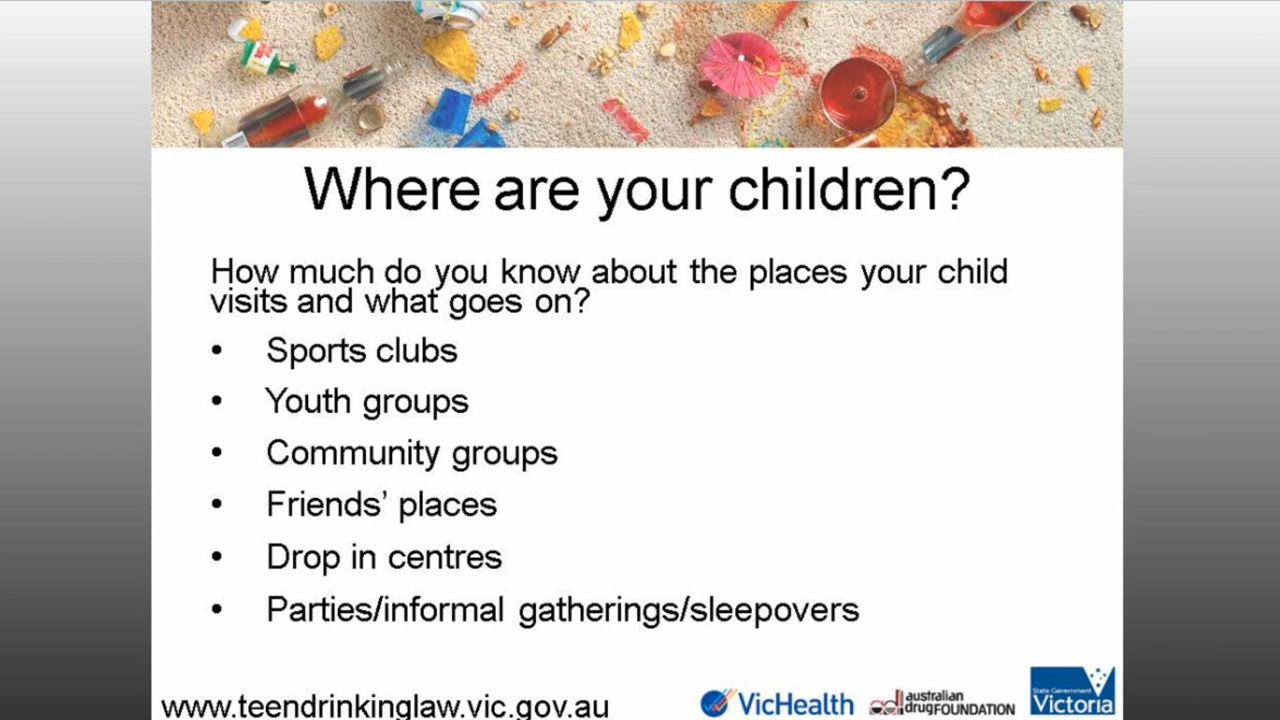 Where are your children?
How much do you know about the places your child
visits and what goes on?
• Sports clubs
• Youth groups
• Community groups
• Friends’ places
• Drop in centres
• Parties/informal gatherings/sleepovers
www.teendrinkinglaw.vic.gov.au
VicHealth
adf
australian
drugFOUNDATION
State Government
Victoria